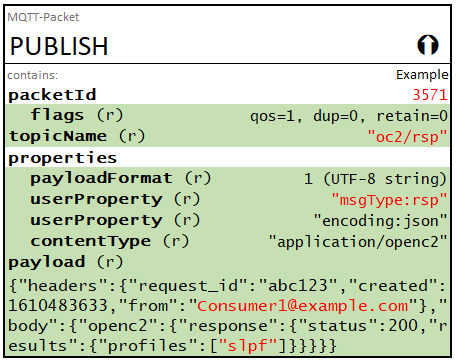 MQTT-Packet
PUBLISH
contains: Example
packetId 3571
flags (r) qos=1, dup=0, retain=0
topicName (r) "oc2/rsp"
properties
payloadFormat (r) 1 (UTF-8 string)
userProperty (r) "msgType:rsp"
userProperty (r) "encoding:json"
contentType (r) "application/openc2"
payload (r)
{"headers":{"request_id":"abc123","created":
1610483633,"from":"Consumer1@example.com"},"
body":{"openc2":{"response":{"status":200,"r
esults":{"profiles":["slpf"]}}}}}